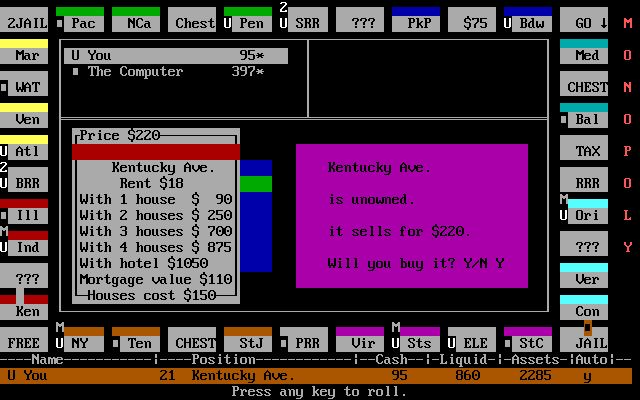 2JAIL Pac NCa Chest U Pen 2 U SRR ??? PkP $75 U Bdw GO ↓
MONOPOLY
Mar
WAT
Ven
U Atl
2 U BRR
Ill
M U Ind
???
Ken
Med
CHEST
Bal
TAX
RRR
M U Ori
???
Ver
Con
U You 95*
The Computer 397*
Price $220
Kentucky Ave.
Rent $18
With 1 house $ 90
With 2 houses $ 250
With 3 houses $ 700
With 4 houses $ 875
With hotel $1050
Mortgage value $110
Houses cost $150
Kentucky Ave.
is unowned.
it sells for $220.
Will you buy it? Y/N Y
FREE M U NY Ten CHEST StJ PRR Vir M U Sts U ELE StC JAIL
Name Position Cash Liquid Assets Auto
U You 21 Kentucky Ave. 95 860 2285 y
Press any key to roll.